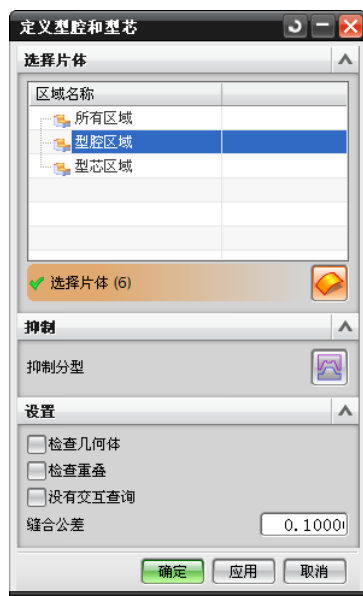 定义型腔和型芯
选择片体
区域名称
所有区域
型腔区域
型芯区域
选择片体 (6)
抑制
抑制分型
设置
检查几何体
检查重叠
没有交互查询
缝合公差 0.1000
确定 应用 取消